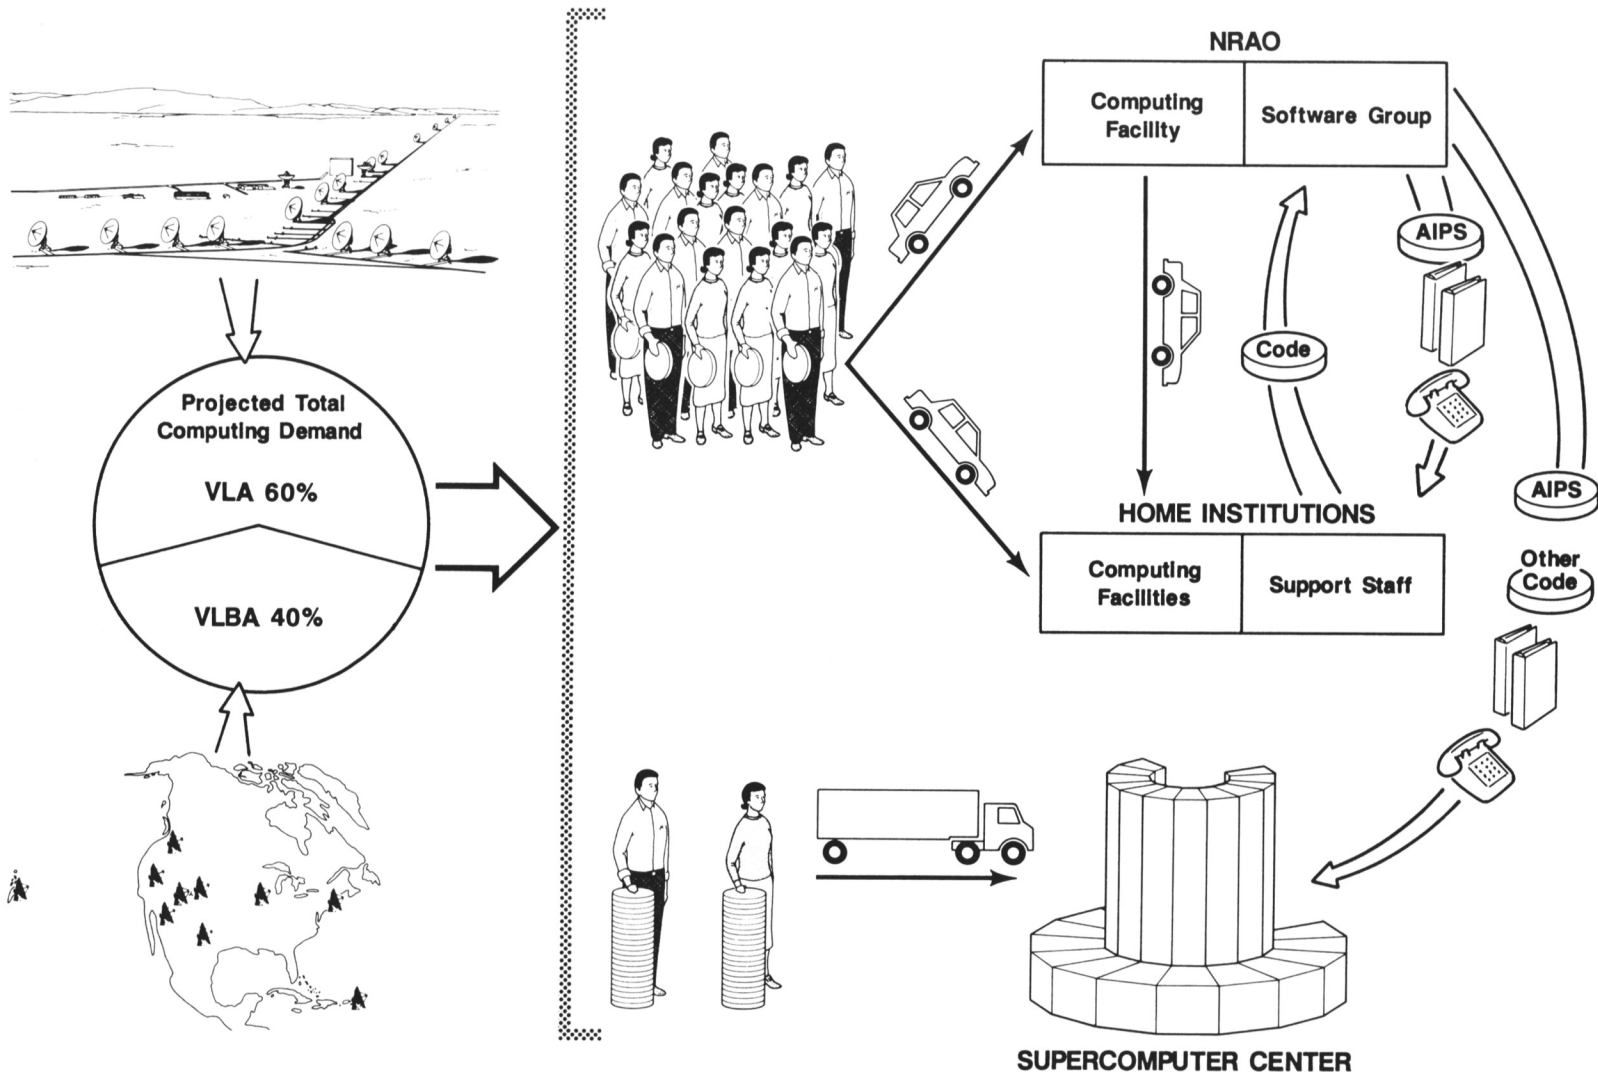 NRAO
Computing
Facility
Software Group
AIPS
Code
Projected Total
Computing Demand
VLA 60%
VLBA 40%
HOME INSTITUTIONS
Computing
Facilities
Support Staff
AIPS
Other
Code
SUPERCOMPUTER CENTER